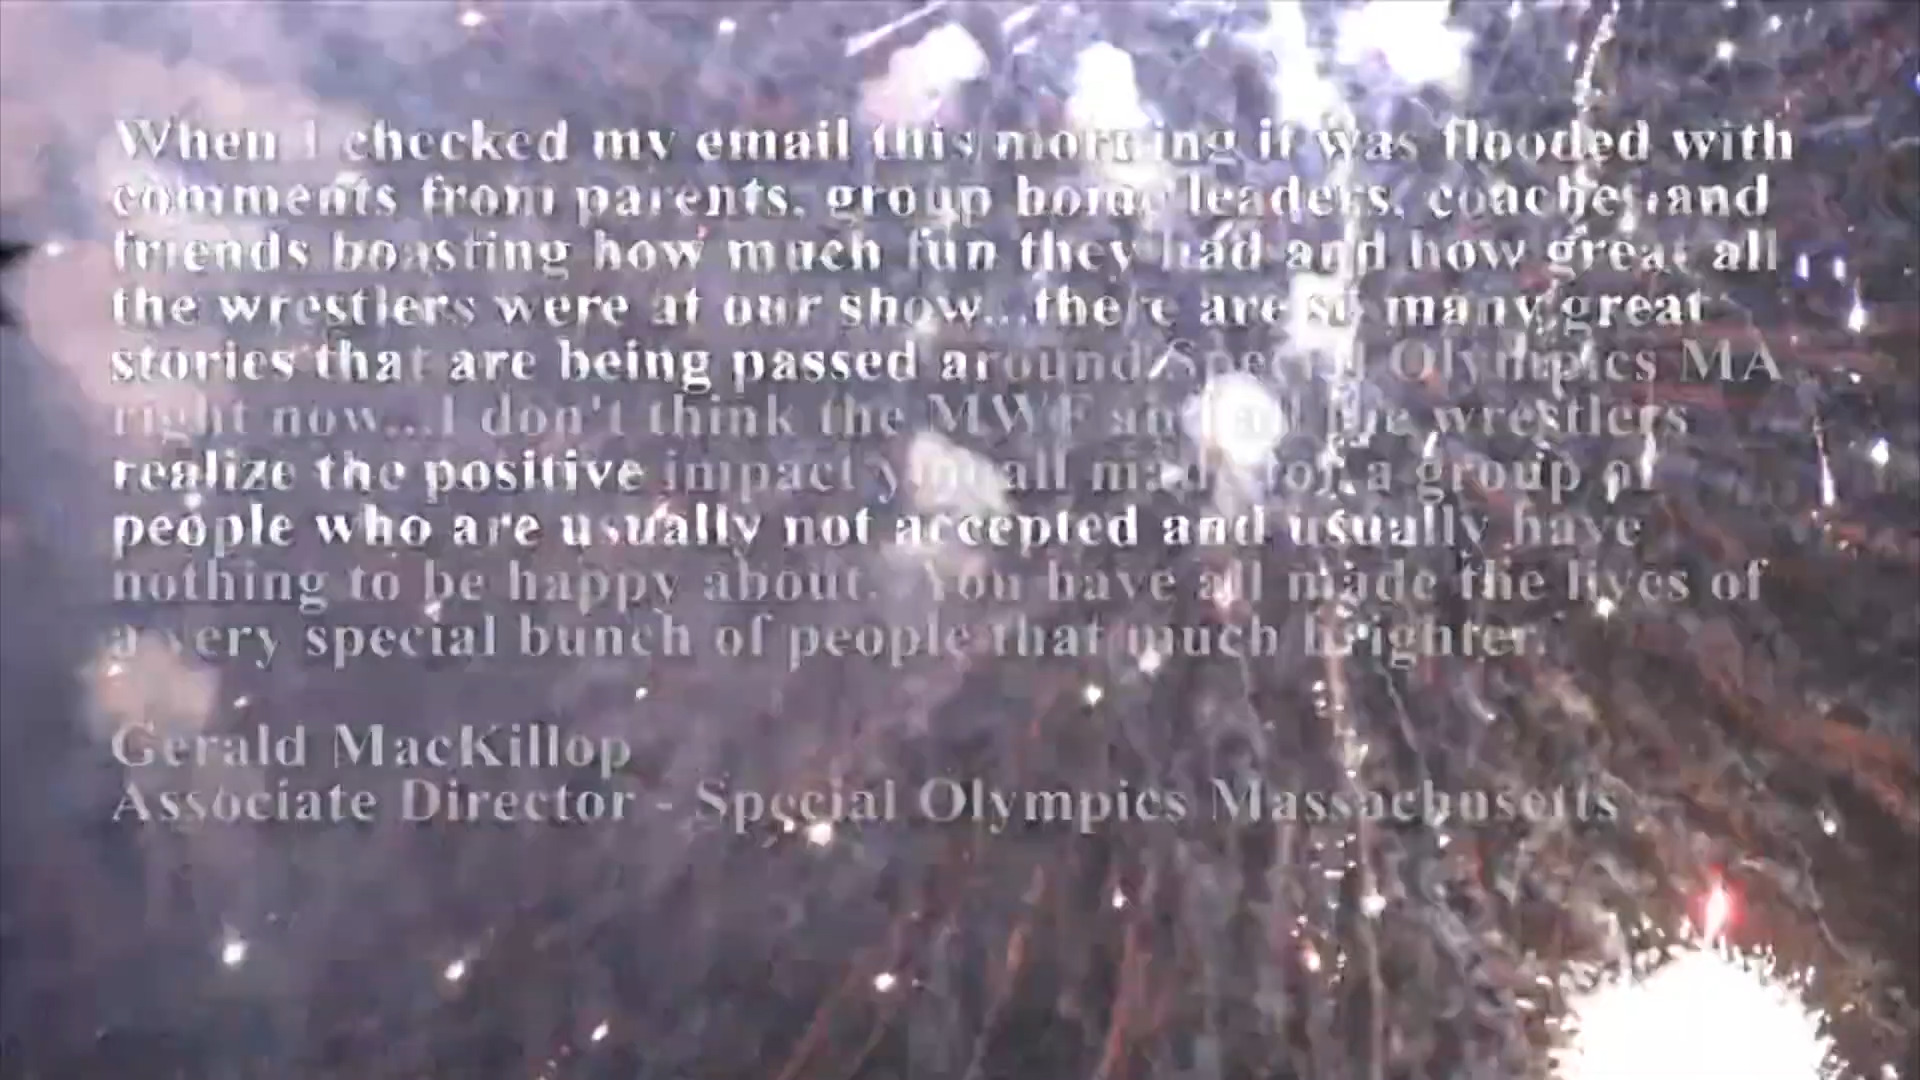 When I checked my email this morning it was flooded with
comments from parents, group home leaders, coaches and
friends boasting how much fun they had and how great all
the wrestlers were at our show...there are so many great
stories that are being passed around Special Olympics MA
right now...I don't think the MWF and all the wrestlers
realize the positive impact you all made for a group of
people who are usually not accepted and usually have
nothing to be happy about. You have all made the lives of
a very special bunch of people that much brighter.
Gerald MacKillop
Associate Director - Special Olympics Massachusetts